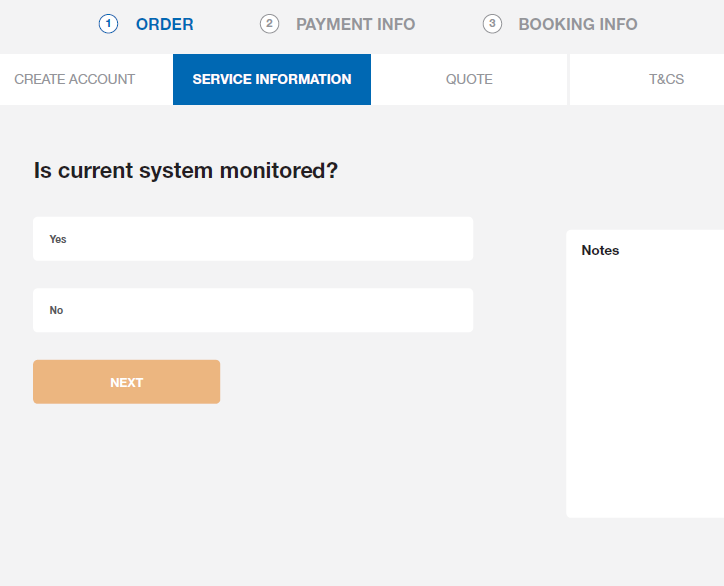 1 ORDER 2 PAYMENT INFO 3 BOOKING INFO
CREATE ACCOUNT SERVICE INFORMATION QUOTE T&CS
Is current system monitored?
Yes
Notes
No
NEXT